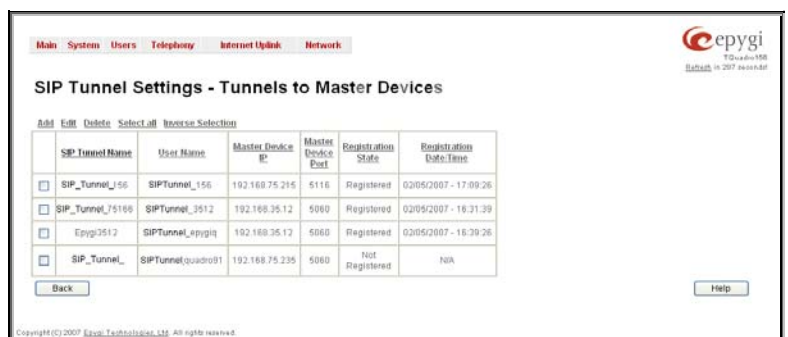 Main System Users Telephony Internet Uplink Network
epygi
TQuadro156
Refresh in 297 seconds!
SIP Tunnel Settings - Tunnels to Master Devices
Add Edit Delete Select all Inverse Selection
SIP Tunnel Name User Name Master Device IP Master Device Port Registration State Registration Date/Time
SIP_Tunnel_156 SIPTunnel_156 192.168.75.215 5116 Registered 02/05/2007 - 17:09:26
SIP_Tunnel_75166 SIPTunnel_3512 192.168.35.12 5060 Registered 02/05/2007 - 16:31:39
Epygi3512 SIPTunnel_epygiq 192.168.35.12 5060 Registered 02/05/2007 - 16:39:26
SIP_Tunnel_ SIPTunnel(quadro91 192.168.75.235 5060 Not Registered N/A
Back Help
Copyright (C) 2007 Epygi Technologies, Ltd. All rights reserved.